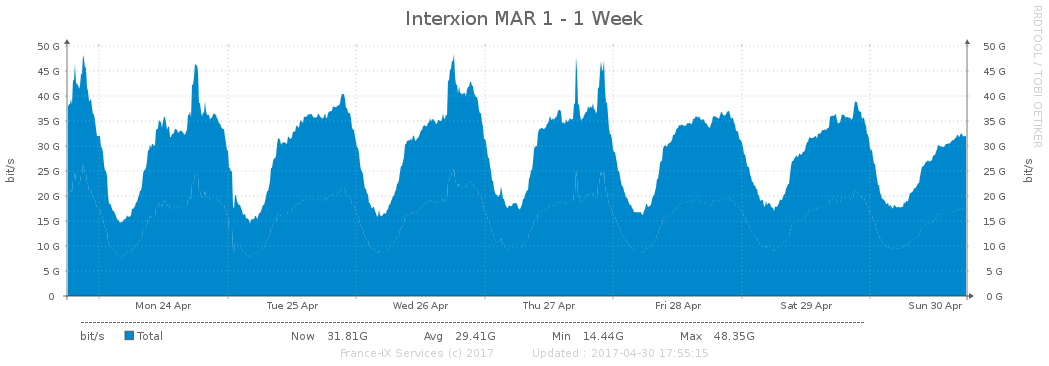 Interxion MAR 1 - 1 Week
RRDTOOL / TOBI OETIKER
50 G 50 G
45 G 45 G
40 G 40 G
35 G 35 G
30 G 30 G
25 G 25 G
20 G 20 G
15 G 15 G
10 G 10 G
5 G 5 G
0 0 G
bit/s bit/s
Mon 24 Apr Tue 25 Apr Wed 26 Apr Thu 27 Apr Fri 28 Apr Sat 29 Apr Sun 30 Apr
bit/s Total Now 31.81G Avg 29.41G Min 14.44G Max 48.35G
France-IX Services (c) 2017 Updated : 2017-04-30 17:55:15